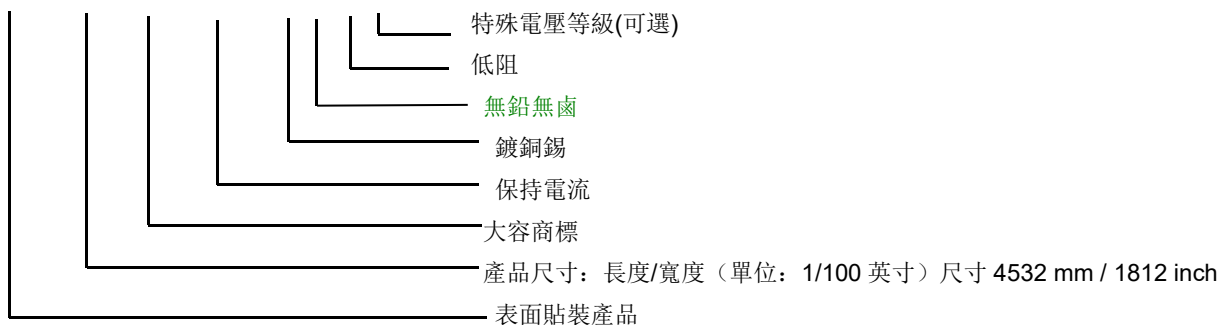 特殊電壓等級(可選)
低阻
無鉛無鹵
鍍銅錫
保持電流
大容商標
產品尺寸：長度/寬度（單位：1/100 英寸）尺寸 4532 mm / 1812 inch
表面貼裝產品